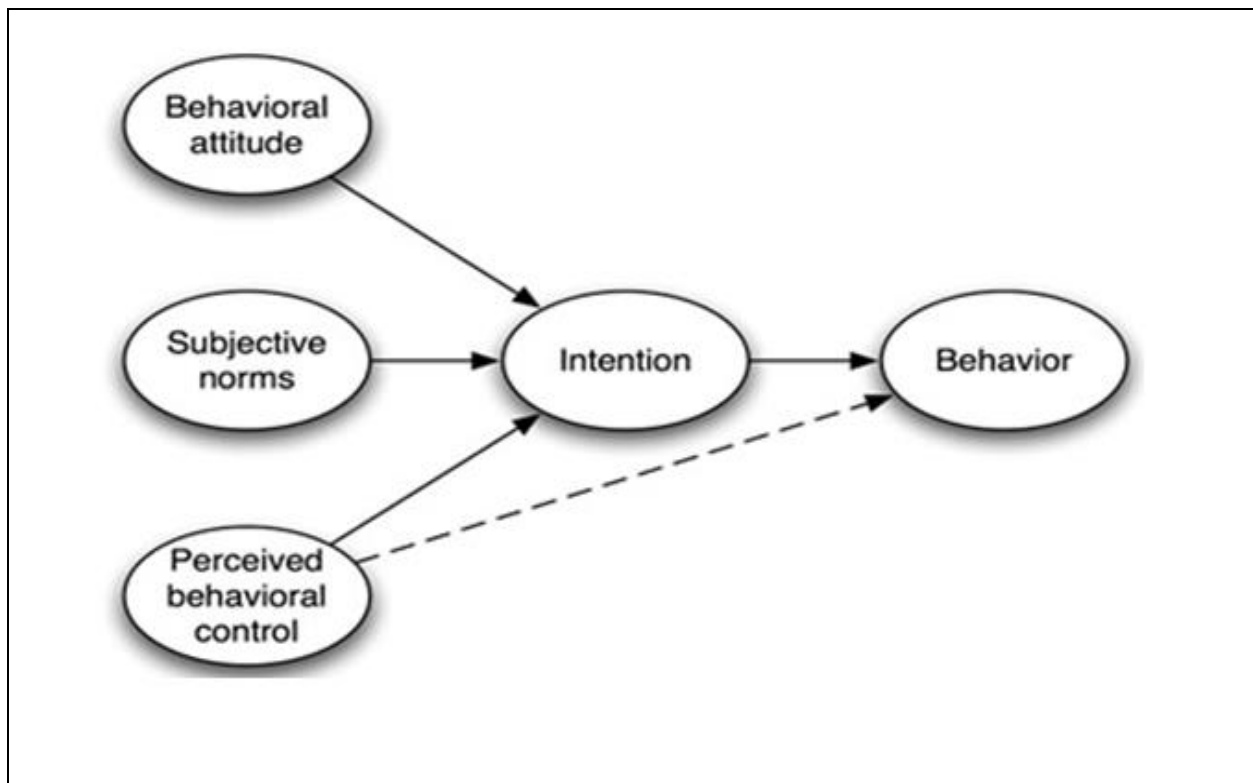 Behavioral
attitude
Subjective
norms
Intention
Behavior
Perceived
behavioral
control